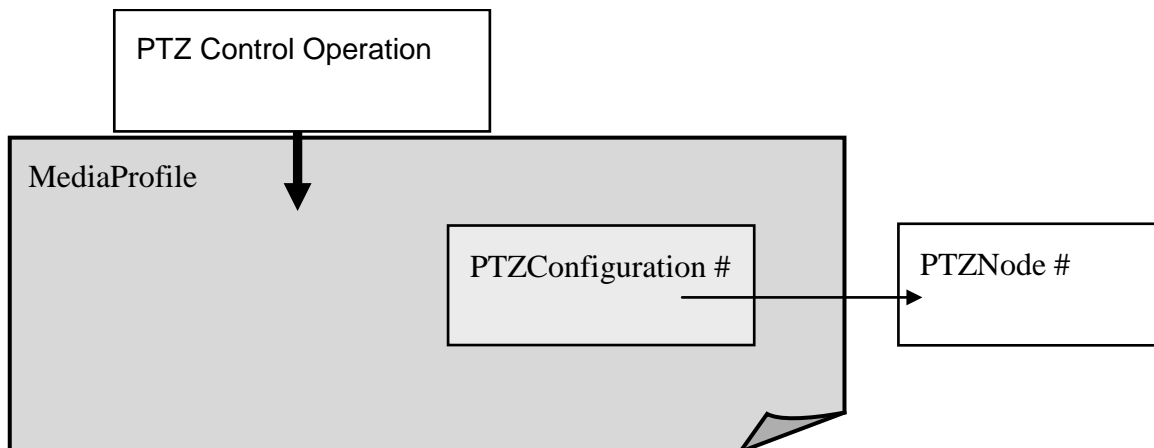 PTZ Control Operation
MediaProfile
PTZConfiguration #
PTZNode #